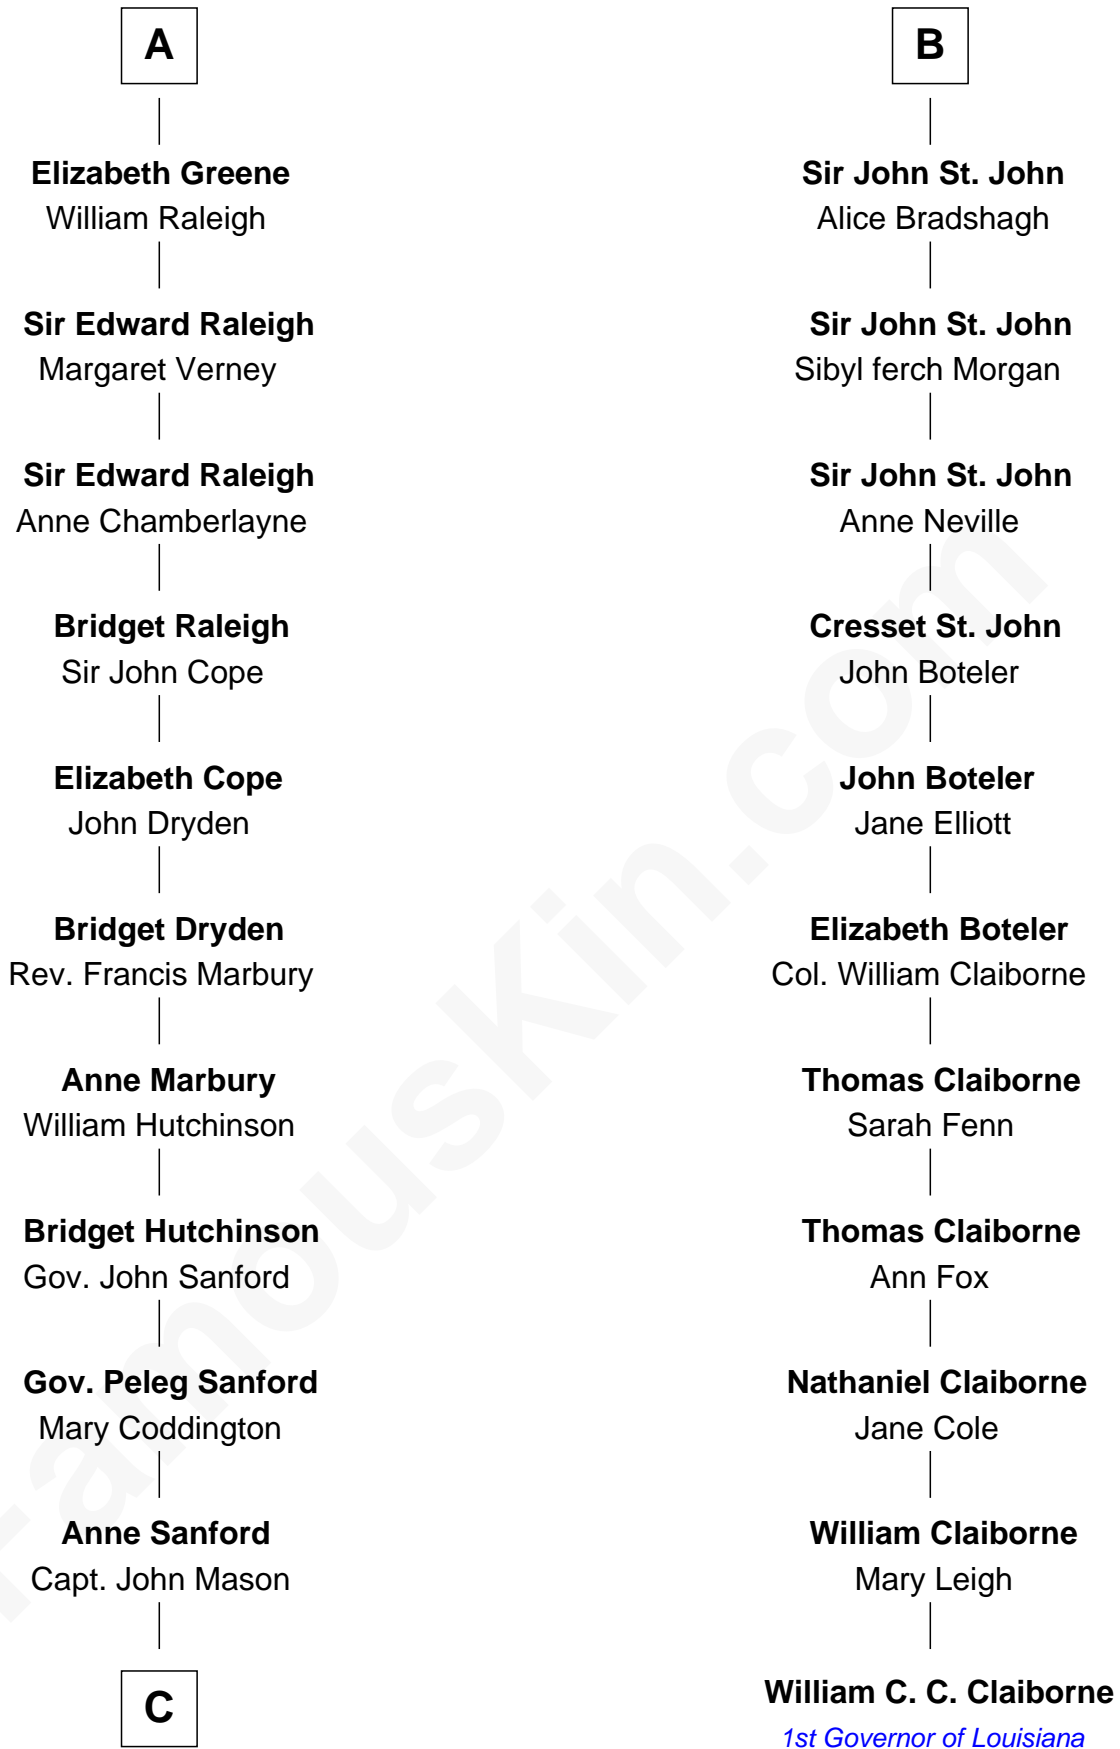 A
Elizabeth Greene
William Raleigh
Sir Edward Raleigh
Margaret Verney
Sir Edward Raleigh
Anne Chamberlayne
Bridget Raleigh
Sir John Cope
Elizabeth Cope
John Dryden
Bridget Dryden
Rev. Francis Marbury
Anne Marbury
William Hutchinson
Bridget Hutchinson
Gov. John Sanford
Gov. Peleg Sanford
Mary Coddington
Anne Sanford
Capt. John Mason
C
B
Sir John St. John
Alice Bradshagh
Sir John St. John
Sibyl ferch Morgan
Sir John St. John
Anne Neville
Cresset St. John
John Boteler
John Boteler
Jane Elliott
Elizabeth Boteler
Col. William Claiborne
Thomas Claiborne
Sarah Fenn
Thomas Claiborne
Ann Fox
Nathaniel Claiborne
Jane Cole
William Claiborne
Mary Leigh
William C. C. Claiborne
1st Governor of Louisiana
FamousKin.com